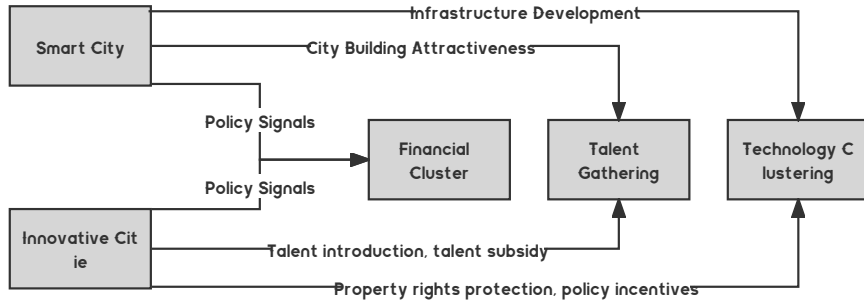 Infrastructure Development
Smart City
City Building Attractiveness
Policy Signals
Financial
Cluster
Talent
Gathering
Technology C
lustering
Policy Signals
Innovative Cit
ie
Talent introduction, talent subsidy
Property rights protection, policy incentives